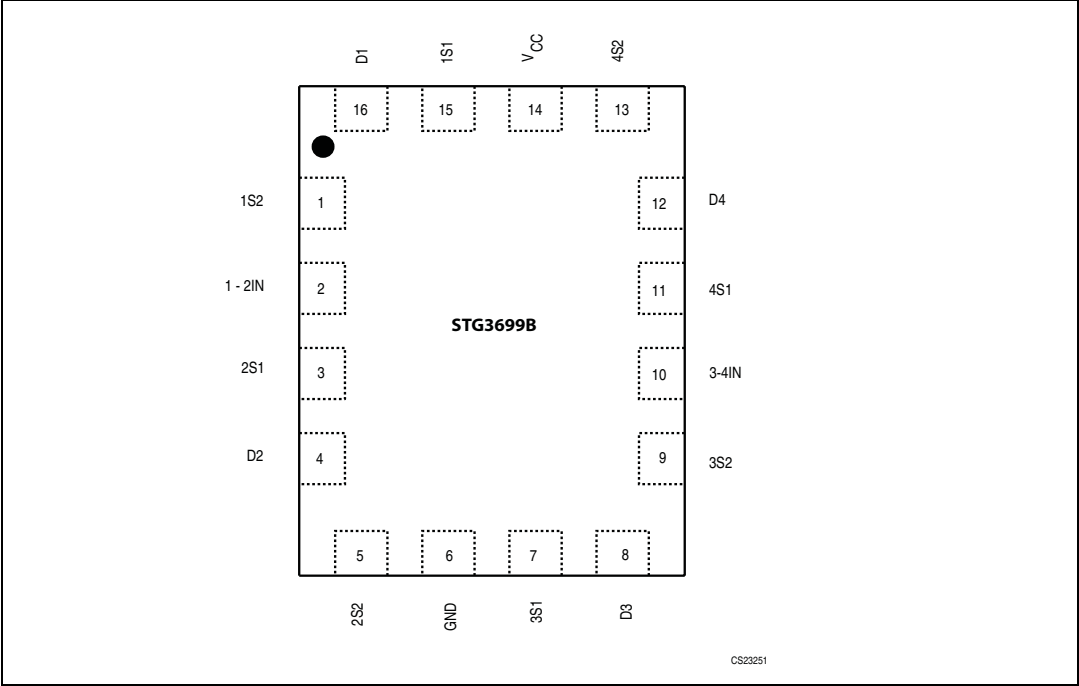 D1
1S1
VCC
4S2
16
15
14
13
1S2
1
12
D4
1 - 2IN
2
11
4S1
STG3699B
2S1
3
10
3-4IN
D2
4
9
3S2
5
6
7
8
2S2
GND
3S1
D3
CS23251